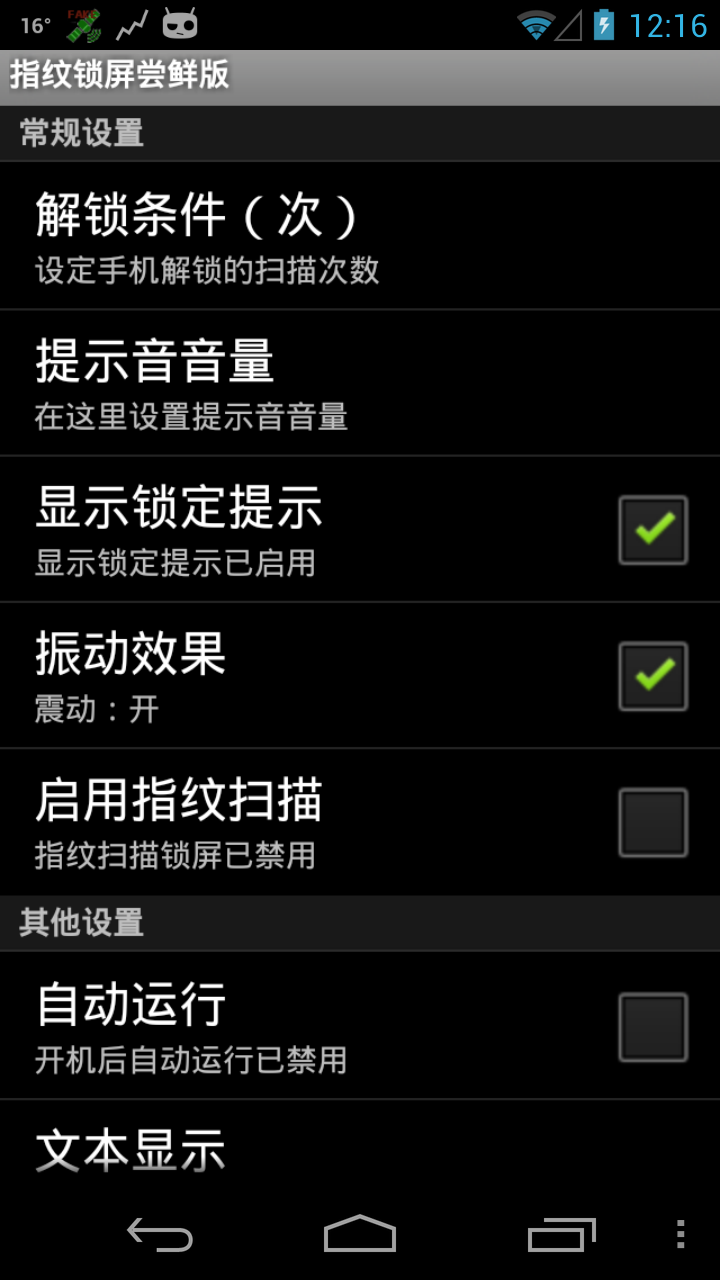 16° FAKE 12:16
指纹锁屏尝鲜版
常规设置
解锁条件（次）
设定手机解锁的扫描次数
提示音音量
在这里设置提示音音量
显示锁定提示
显示锁定提示已启用
振动效果
震动：开
启用指纹扫描
指纹扫描锁屏已禁用
其他设置
自动运行
开机后自动运行已禁用
文本显示